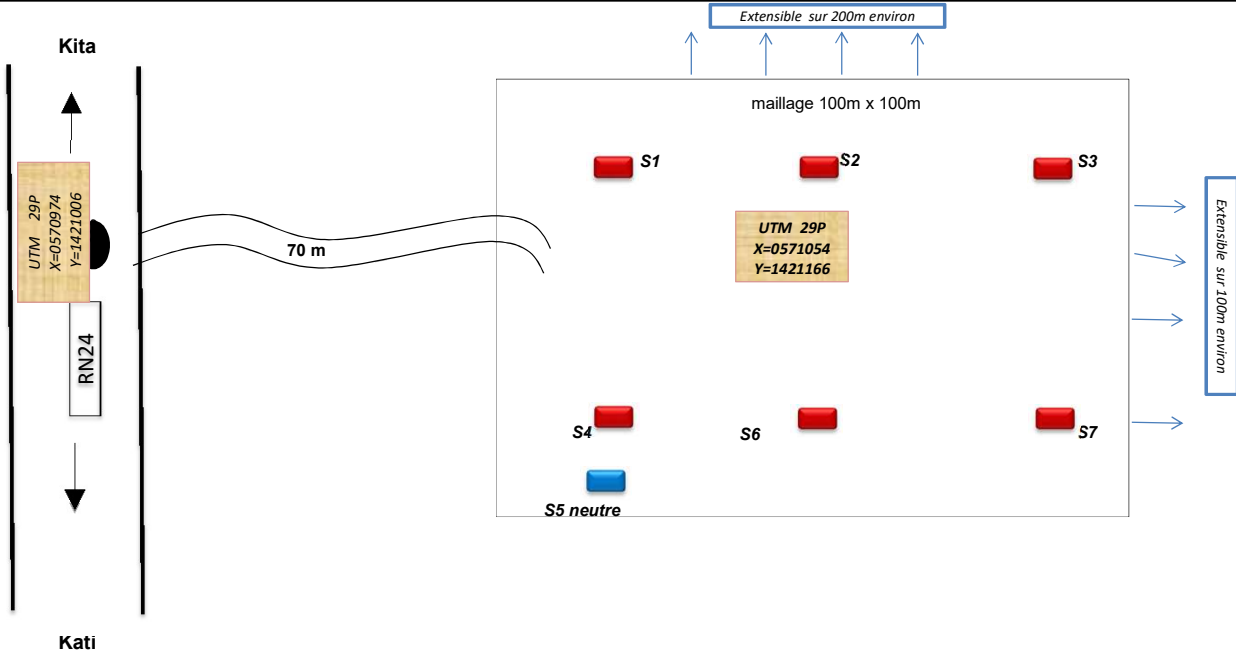 Extensible sur 200m environ
Kita
maillage 100m x 100m
S1
S2
S3
UTM 29P
X=0570974
Y=1421006
70 m
UTM 29P
X=0571054
Y=1421166
Extensible sur 100m environ
RN24
S4
S6
S7
S5 neutre
Kati